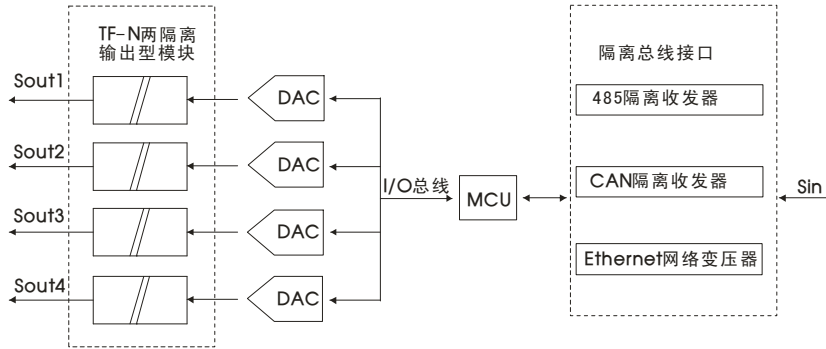 TF-N两隔离
输出型模块
Sout1
DAC
Sout2
DAC
Sout3
DAC
Sout4
DAC
I/O总线
MCU
隔离总线接口
485隔离收发器
CAN隔离收发器
Ethernet网络变压器
Sin